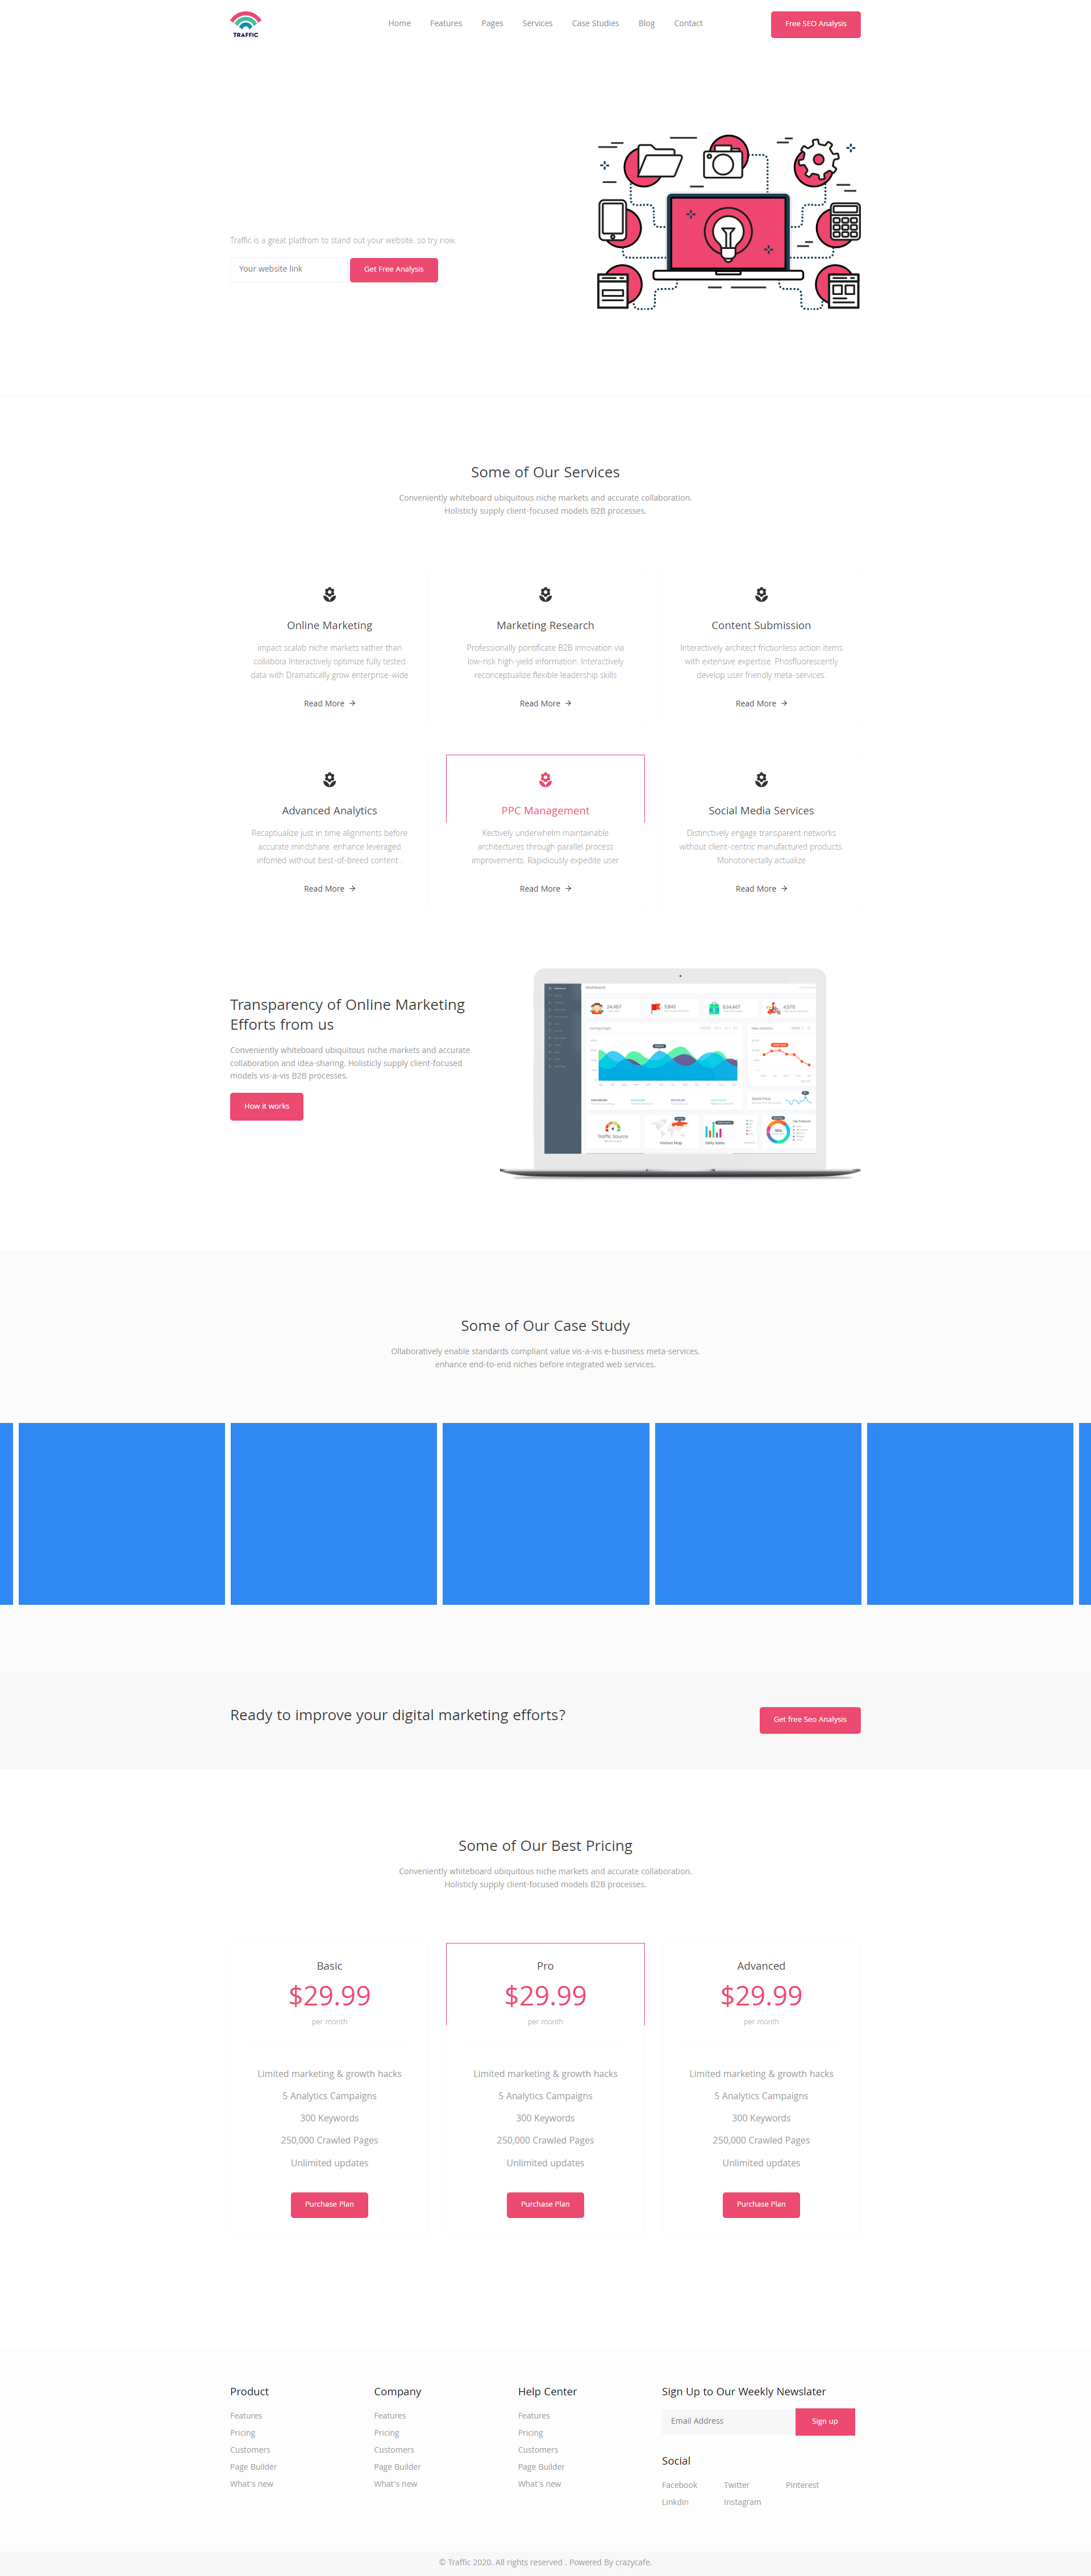 TRAFFIC
Home Features Pages Services Case Studies Blog Contact
Free SEO Analysis
Traffic is a great platfrom to stand out your website, so try now.
Your website link
Get Free Analysis
Some of Our Services
Conveniently whiteboard ubiquitous niche markets and accurate collaboration.
Holisticly supply client-focused models B2B processes.
Online Marketing
impact scalab niche markets rather than
collabora Interactively optimize fully tested
data with Dramatically grow enterprise-wide
Read More
Marketing Research
Professionally pontificate B2B innovation via
low-risk high-yield information. Interactively
reconceptualize flexible leadership skills
Read More
Content Submission
Interactively architect frictionless action items
with extensive expertise. Phosfluorescently
develop user friendly meta-services.
Read More
Advanced Analytics
Recaptiualize just in time alignments before
accurate mindshare. enhance leveraged
infomed without best-of-breed content .
Read More
PPC Management
Kectively underwhelm maintainable
architectures through parallel process
improvements. Rapidiously expedite user
Read More
Social Media Services
Distinctively engage transparent networks
without client-centric manufactured products.
Monotonectally actualize
Read More
Transparency of Online Marketing
Efforts from us
Conveniently whiteboard ubiquitous niche markets and accurate
collaboration and idea-sharing. Holisticly supply client-focused
models vis-a-vis B2B processes.
How it works
Dashboard
34,467
3,842
$24,467
4,576
Traffic Source
Visitors Map
Daily Sales
Some of Our Case Study
Ollaboratively enable standards compliant value vis-a-vis e-business meta-services.
enhance end-to-end niches before integrated web services.
Ready to improve your digital marketing efforts?
Get free Seo Analysis
Some of Our Best Pricing
Conveniently whiteboard ubiquitous niche markets and accurate collaboration.
Holisticly supply client-focused models B2B processes.
Basic
$29.99
per month
Limited marketing & growth hacks
5 Analytics Campaigns
300 Keywords
250,000 Crawled Pages
Unlimited updates
Purchase Plan
Pro
$29.99
per month
Limited marketing & growth hacks
5 Analytics Campaigns
300 Keywords
250,000 Crawled Pages
Unlimited updates
Purchase Plan
Advanced
$29.99
per month
Limited marketing & growth hacks
5 Analytics Campaigns
300 Keywords
250,000 Crawled Pages
Unlimited updates
Purchase Plan
Product
Features
Pricing
Customers
Page Builder
What's new
Company
Features
Pricing
Customers
Page Builder
What's new
Help Center
Features
Pricing
Customers
Page Builder
What's new
Sign Up to Our Weekly Newslater
Email Address
Sign up
Social
Facebook Twitter Pinterest
Linkdin Instagram
© Traffic 2020. All rights reserved . Powered By crazycafe.